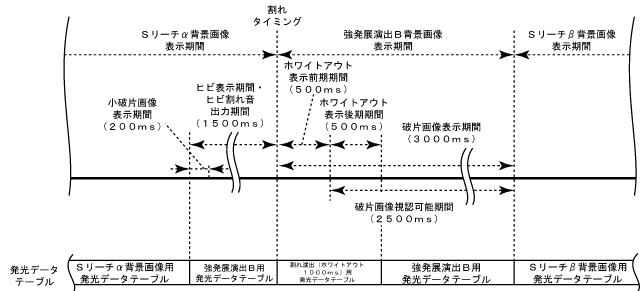 割れ
タイミング
Sリーチα背景画像
表示期間
強発展演出B背景画像
表示期間
Sリーチβ背景画像
表示期間
ホワイトアウト
表示前期期間
(500ms)
ヒビ表示期間・
ヒビ割れ音
出力期間
(1500ms)
小破片画像
表示期間
(200ms)
ホワイトアウト
表示後期期間
(500ms)
破片画像表示期間
(3000ms)
破片画像視認可能期間
(2500ms)
発光データ
テーブル
Sリーチα背景画像用
発光データテーブル
強発展演出B用
発光データテーブル
割れ演出(ホワイトアウト
1000ms)用
発光データテーブル
強発展演出B用
発光データテーブル
Sリーチβ背景画像用
発光データテーブル